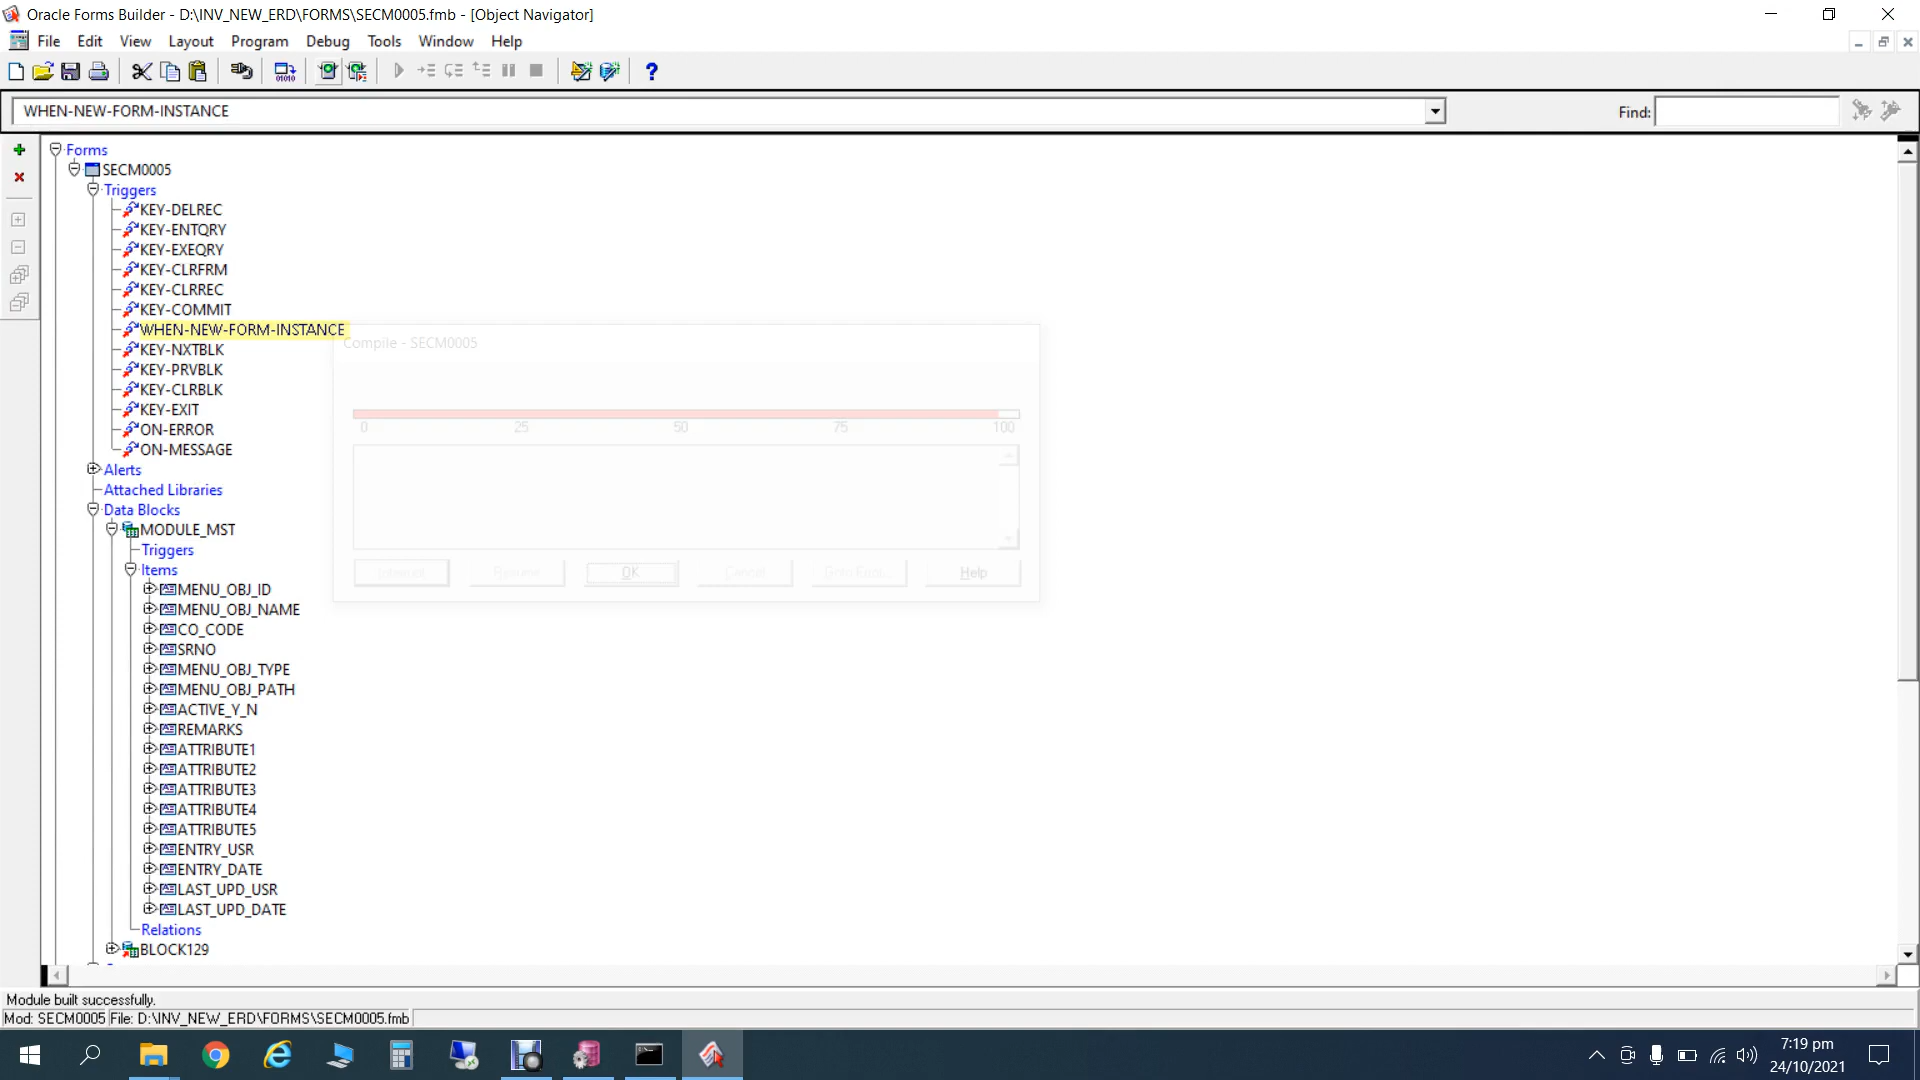 Oracle Forms Builder - D:\INV_NEW_ERD\FORMS\SECM0005.fmb - [Object Navigator]
File Edit View Layout Program Debug Tools Window Help
WHEN-NEW-FORM-INSTANCE
Find:
Forms
SECM0005
Triggers
KEY-DELREC
KEY-ENTQRY
KEY-EXEQRY
KEY-CLRFRM
KEY-CLRREC
KEY-COMMIT
WHEN-NEW-FORM-INSTANCE
KEY-NXTBLK
KEY-PRVBLK
KEY-CLRBLK
KEY-EXIT
ON-ERROR
ON-MESSAGE
Alerts
Attached Libraries
Data Blocks
MODULE_MST
Triggers
Items
MENU_OBJ_ID
MENU_OBJ_NAME
CO_CODE
SRNO
MENU_OBJ_TYPE
MENU_OBJ_PATH
ACTIVE_Y_N
REMARKS
ATTRIBUTE1
ATTRIBUTE2
ATTRIBUTE3
ATTRIBUTE4
ATTRIBUTE5
ENTRY_USR
ENTRY_DATE
LAST_UPD_USR
LAST_UPD_DATE
Relations
BLOCK129
Compile - SECM0005
0 25 50 75 100
OK Cancel Help
Module built successfully.
Mod: SECM0005 File: D:\INV_NEW_ERD\FORMS\SECM0005.fmb
7:19 pm
24/10/2021